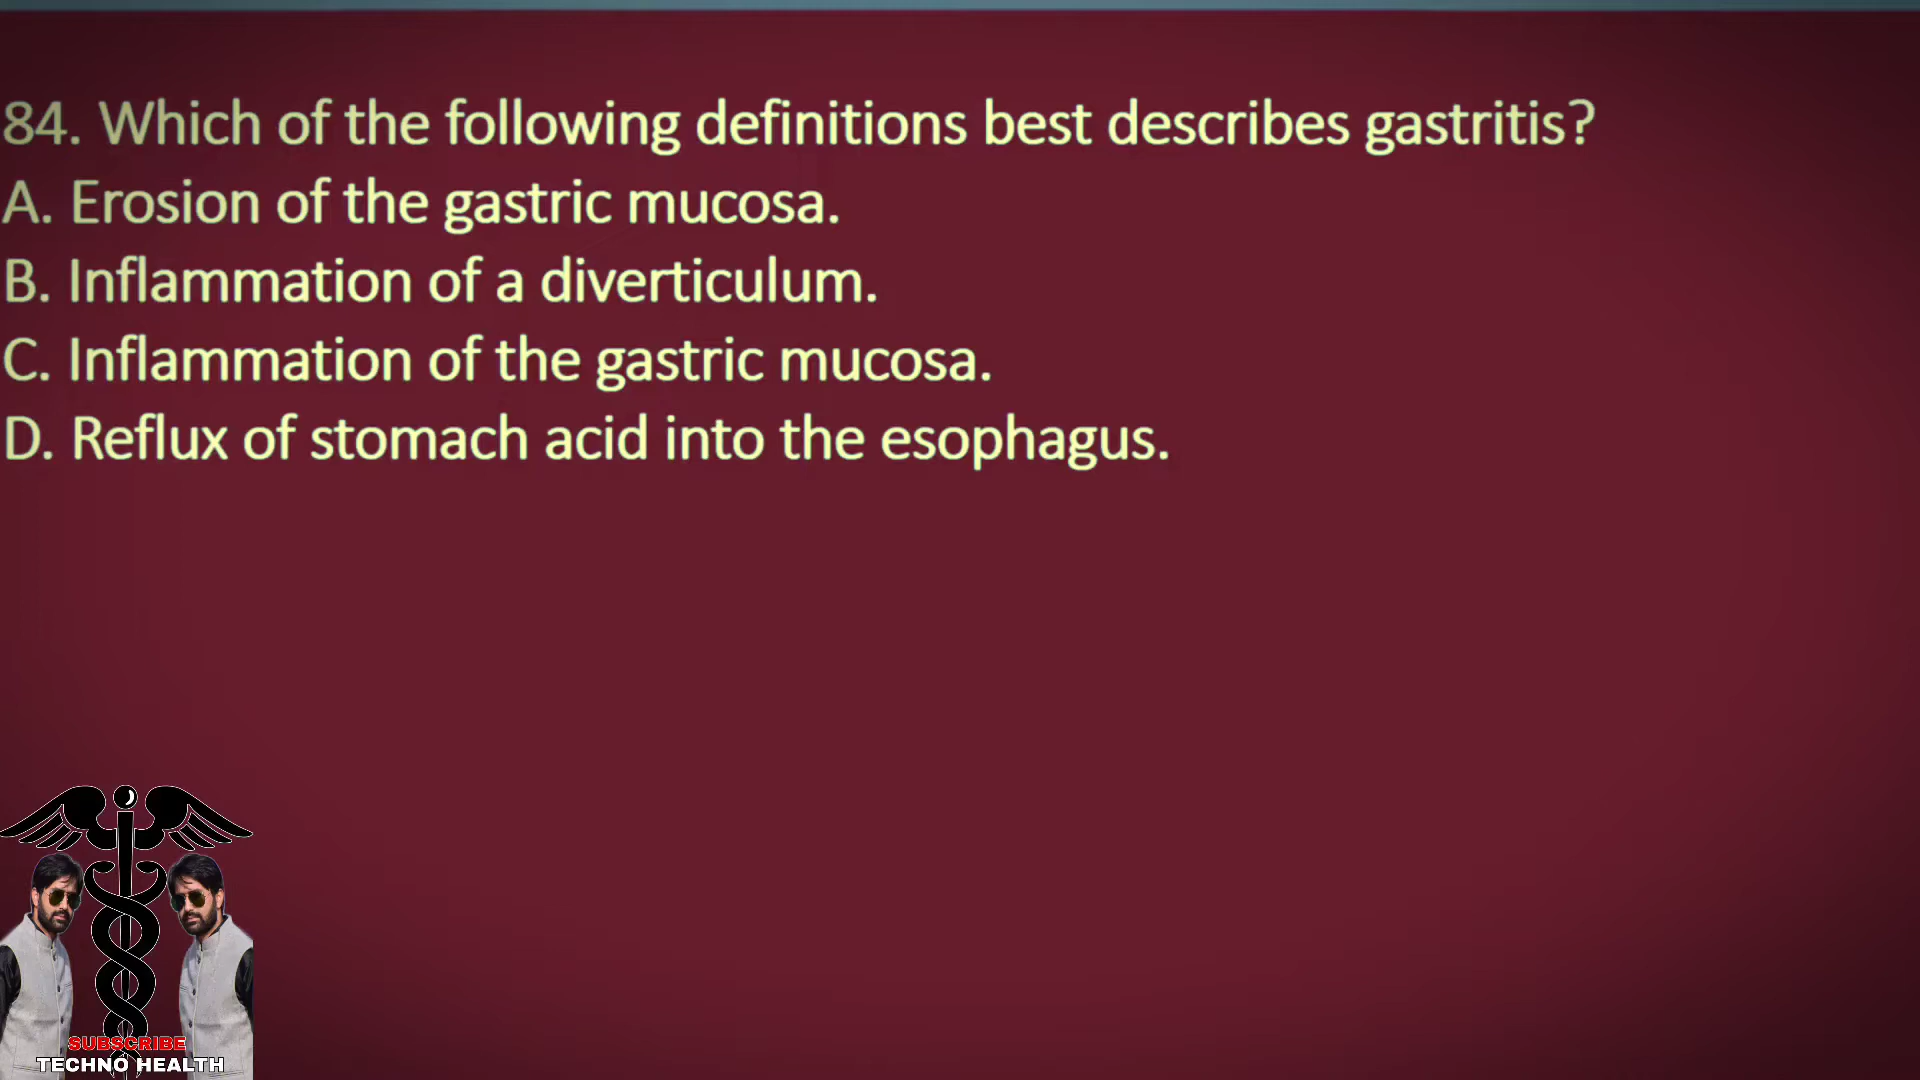 84. Which of the following definitions best describes gastritis?
A. Erosion of the gastric mucosa.
B. Inflammation of a diverticulum.
C. Inflammation of the gastric mucosa.
D. Reflux of stomach acid into the esophagus.
SUBSCRIBE
TECHNO HEALTH